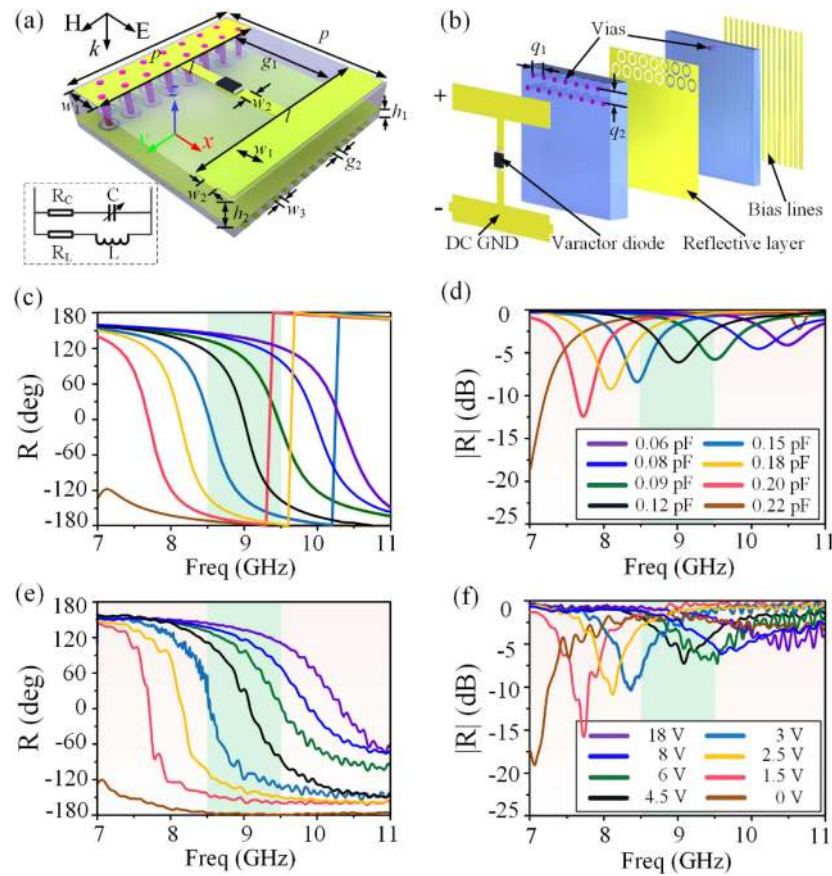 (a)
H
E
k
p
p
l
g1
w1
w2
z
y
x
l
h1
w1
g2
w2
h2
w3
RC
C
RL
L
(b)
q1
Vias
+
q2
-
DC GND
Varactor diode
Reflective layer
Bias lines
(c)
R (deg)
180
120
60
0
-60
-120
-180
7
8
9
10
11
Freq (GHz)
(d)
|R| (dB)
0
-5
-10
-15
-20
-25
0.06 pF
0.15 pF
0.08 pF
0.18 pF
0.09 pF
0.20 pF
0.12 pF
0.22 pF
7
8
9
10
11
Freq (GHz)
(e)
R (deg)
180
120
60
0
-60
-120
-180
7
8
9
10
11
Freq (GHz)
(f)
|R| (dB)
0
-5
-10
-15
-20
-25
18 V
3 V
8 V
2.5 V
6 V
1.5 V
4.5 V
0 V
7
8
9
10
11
Freq (GHz)